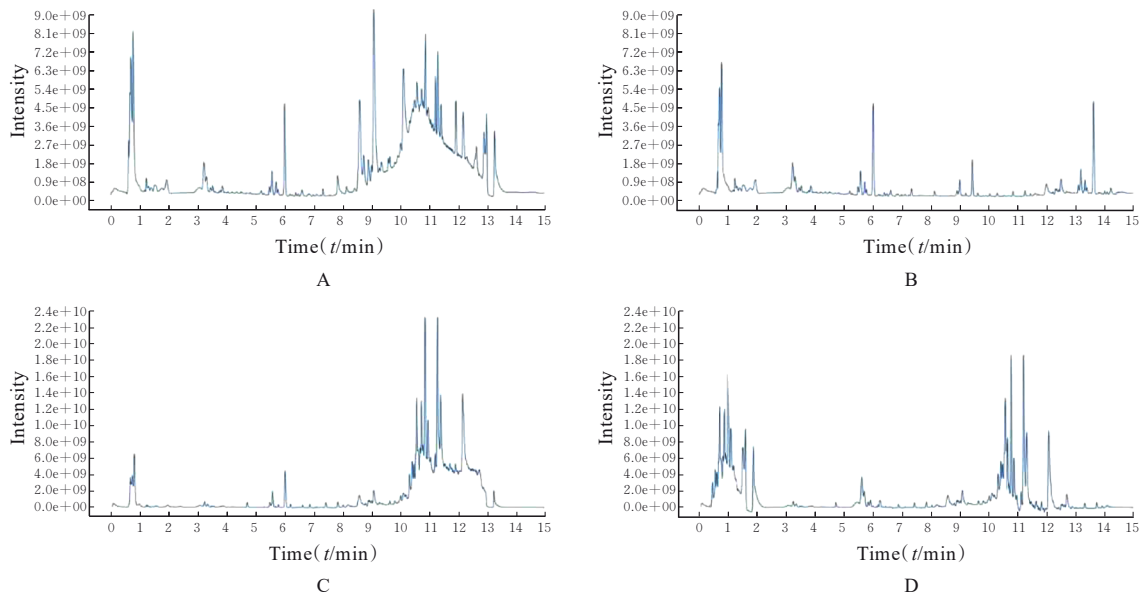 9.0e+09
8.1e+09
7.2e+09
6.3e+09
5.4e+09
4.5e+09
3.6e+09
2.7e+09
1.8e+09
0.9e+08
0.0e+00
Intensity
0 1 2 3 4 5 6 7 8 9 10 11 12 13 14 15
Time(t/min)
A
9.0e+09
8.1e+09
7.2e+09
6.3e+09
5.4e+09
4.5e+09
3.6e+09
2.7e+09
1.8e+09
0.9e+08
0.0e+00
Intensity
0 1 2 3 4 5 6 7 8 9 10 11 12 13 14 15
Time(t/min)
B
2.4e+10
2.2e+10
2.0e+10
1.8e+10
1.6e+10
1.4e+10
1.2e+10
10.e+10
8.0e+09
6.0e+09
4.0e+09
2.0e+09
0.0e+00
Intensity
0 1 2 3 4 5 6 7 8 9 10 11 12 13 14 15
Time(t/min)
C
2.4e+10
2.2e+10
2.0e+10
1.8e+10
1.6e+10
1.4e+10
1.2e+10
10.e+10
8.0e+09
6.0e+09
4.0e+09
2.0e+09
0.0e+00
Intensity
0 1 2 3 4 5 6 7 8 9 10 11 12 13 14 15
Time(t/min)
D